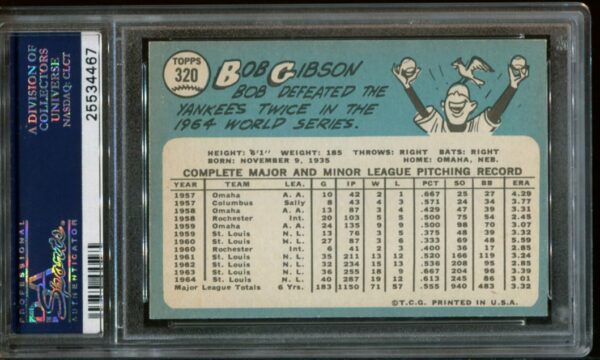 A DIVISION OF
COLLECTORS
UNIVERSE
NASDAQ: CLCT
25534467
PROFESSIONAL
Sports
AUTHENTICATOR
TOPPS
320
BOB GIBSON
BOB DEFEATED THE
YANKEES TWICE IN THE
1964 WORLD SERIES.
HEIGHT: 6'1" WEIGHT: 185 THROWS: RIGHT BATS: RIGHT
BORN: NOVEMBER 9, 1935 HOME: OMAHA, NEB.
COMPLETE MAJOR AND MINOR LEAGUE PITCHING RECORD
YEAR TEAM LEA. G IP W L PCT SO BB ERA
1957 Omaha A.A. 10 42 2 1 .667 25 27 4.29
1957 Columbus Sally 8 43 4 3 .571 24 34 3.77
1958 Omaha A.A. 13 87 3 4 .429 47 39 3.31
1958 Rochester Int. 20 103 5 5 .500 75 54 2.45
1959 Omaha A.A. 24 135 9 9 .500 98 70 3.07
1959 St. Louis N.L. 13 76 3 5 .375 48 39 3.32
1960 St. Louis N.L. 27 87 3 6 .333 69 48 5.59
1960 Rochester Int. 6 41 2 3 .400 36 17 2.85
1961 St. Louis N.L. 35 211 13 12 .520 166 119 3.24
1962 St. Louis N.L. 32 234 15 13 .536 208 95 2.85
1963 St. Louis N.L. 36 255 18 9 .667 204 96 3.39
1964 St. Louis N.L. 40 287 19 12 .613 245 86 3.01
Major League Totals 6 Yrs. 183 1150 71 57 .555 940 483 3.32
©T.C.G. PRINTED IN U.S.A.